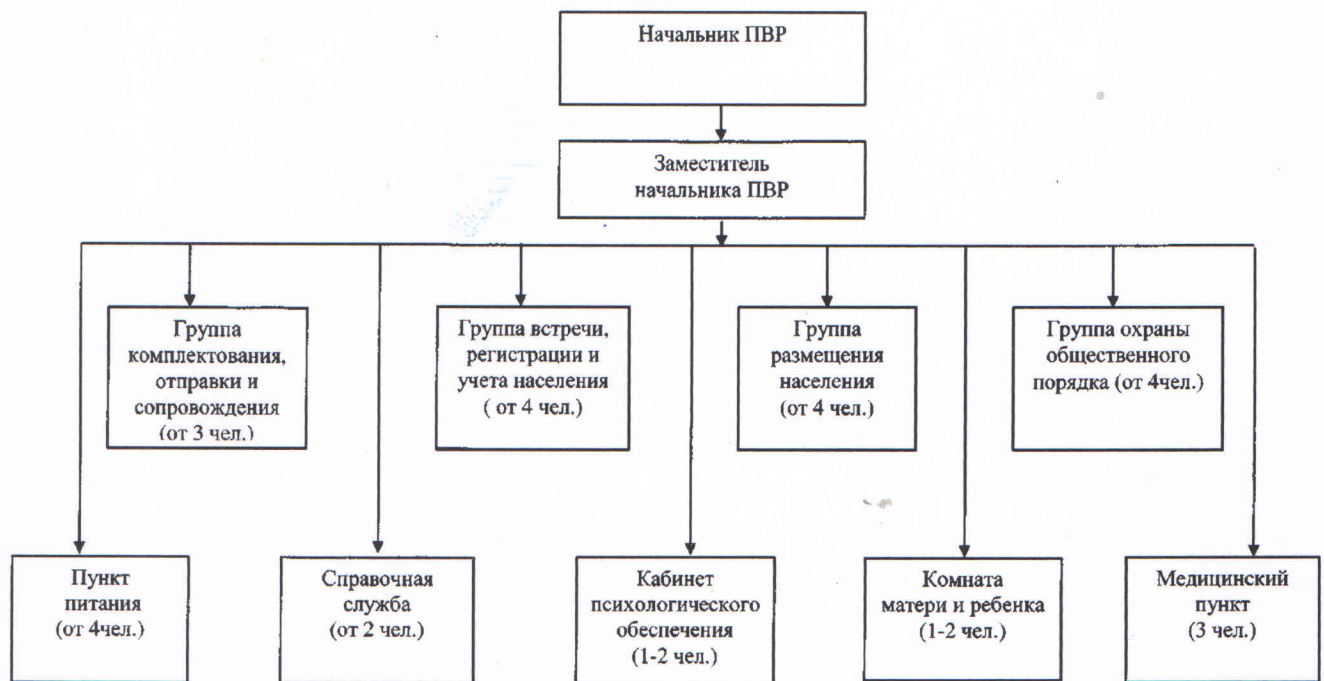 Начальник ПВР
Заместитель
начальника ПВР
Группа
комплектования,
отправки и
сопровождения
(от 3 чел.)
Группа встречи,
регистрации и
учета населения
( от 4 чел.)
Группа
размещения
населения
(от 4 чел.)
Группа охраны
общественного
порядка (от 4чел.)
Пункт
питания
(от 4чел.)
Справочная
служба
(от 2 чел.)
Кабинет
психологического
обеспечения
(1-2 чел.)
Комната
матери и ребенка
(1-2 чел.)
Медицинский
пункт
(3 чел.)